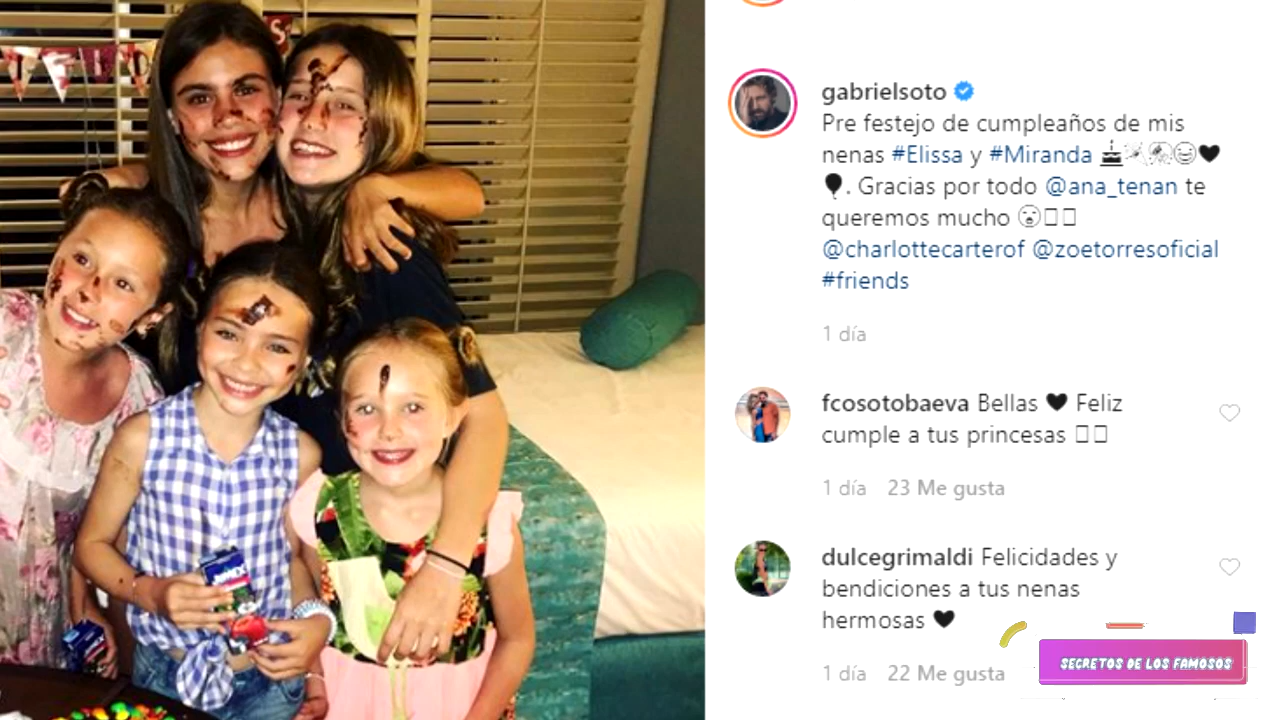 gabrielsoto
Pre festejo de cumpleaños de mis
nenas #Elissa y #Miranda
. Gracias por todo @ana_tenan te
queremos mucho
@charlottecarterof @zoetorresoficial
#friends
1 día
fcosotobaeva Bellas 🖤 Feliz
cumple a tus princesas
1 día 23 Me gusta
dulcegrimaldi Felicidades y
bendiciones a tus nenas
hermosas 🖤
1 día 22 Me gusta
SECRETOS DE LOS FAMOSOS